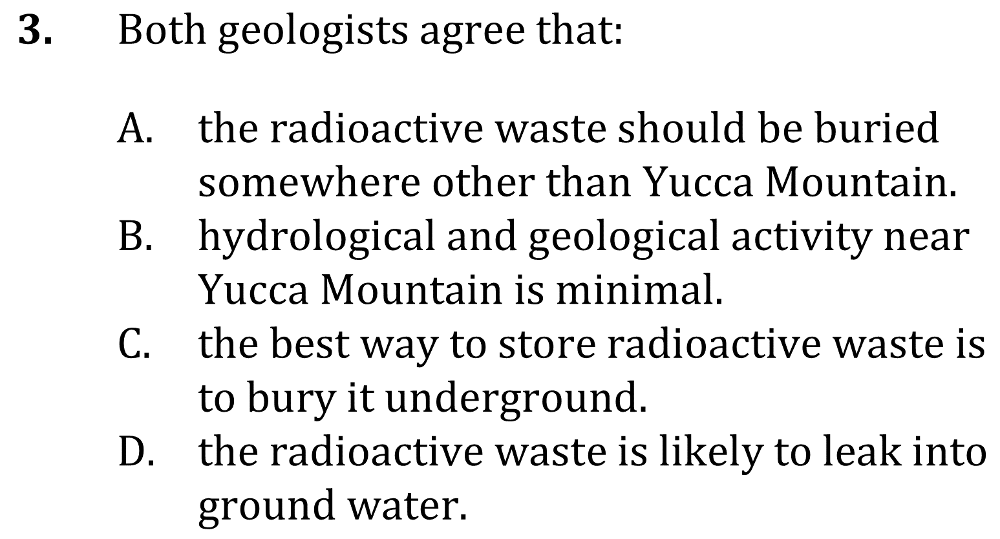 3. Both geologists agree that:
A. the radioactive waste should be buried
somewhere other than Yucca Mountain.
B. hydrological and geological activity near
Yucca Mountain is minimal.
C. the best way to store radioactive waste is
to bury it underground.
D. the radioactive waste is likely to leak into
ground water.